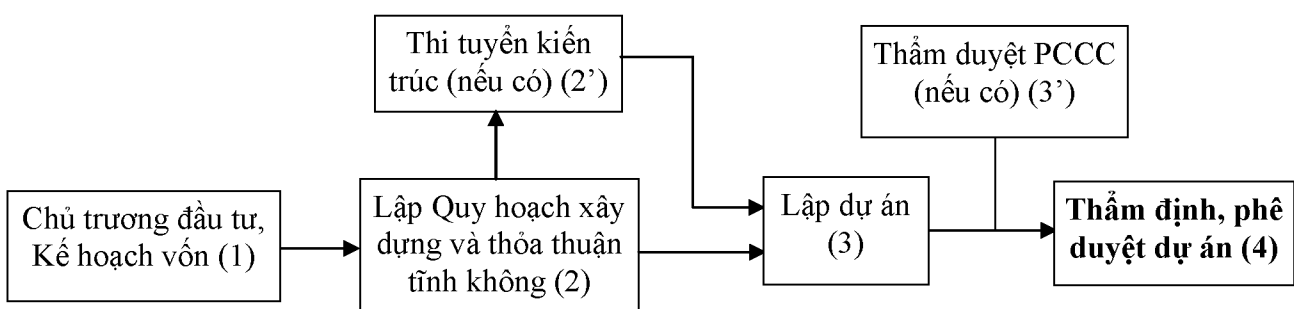 Thi tuyển kiến
trúc (nếu có) (2’)
Thẩm duyệt PCCC
(nếu có) (3’)
Chủ trương đầu tư,
Kế hoạch vốn (1)
Lập Quy hoạch xây
dựng và thỏa thuận
tĩnh không (2)
Lập dự án
(3)
Thẩm định, phê
duyệt dự án (4)